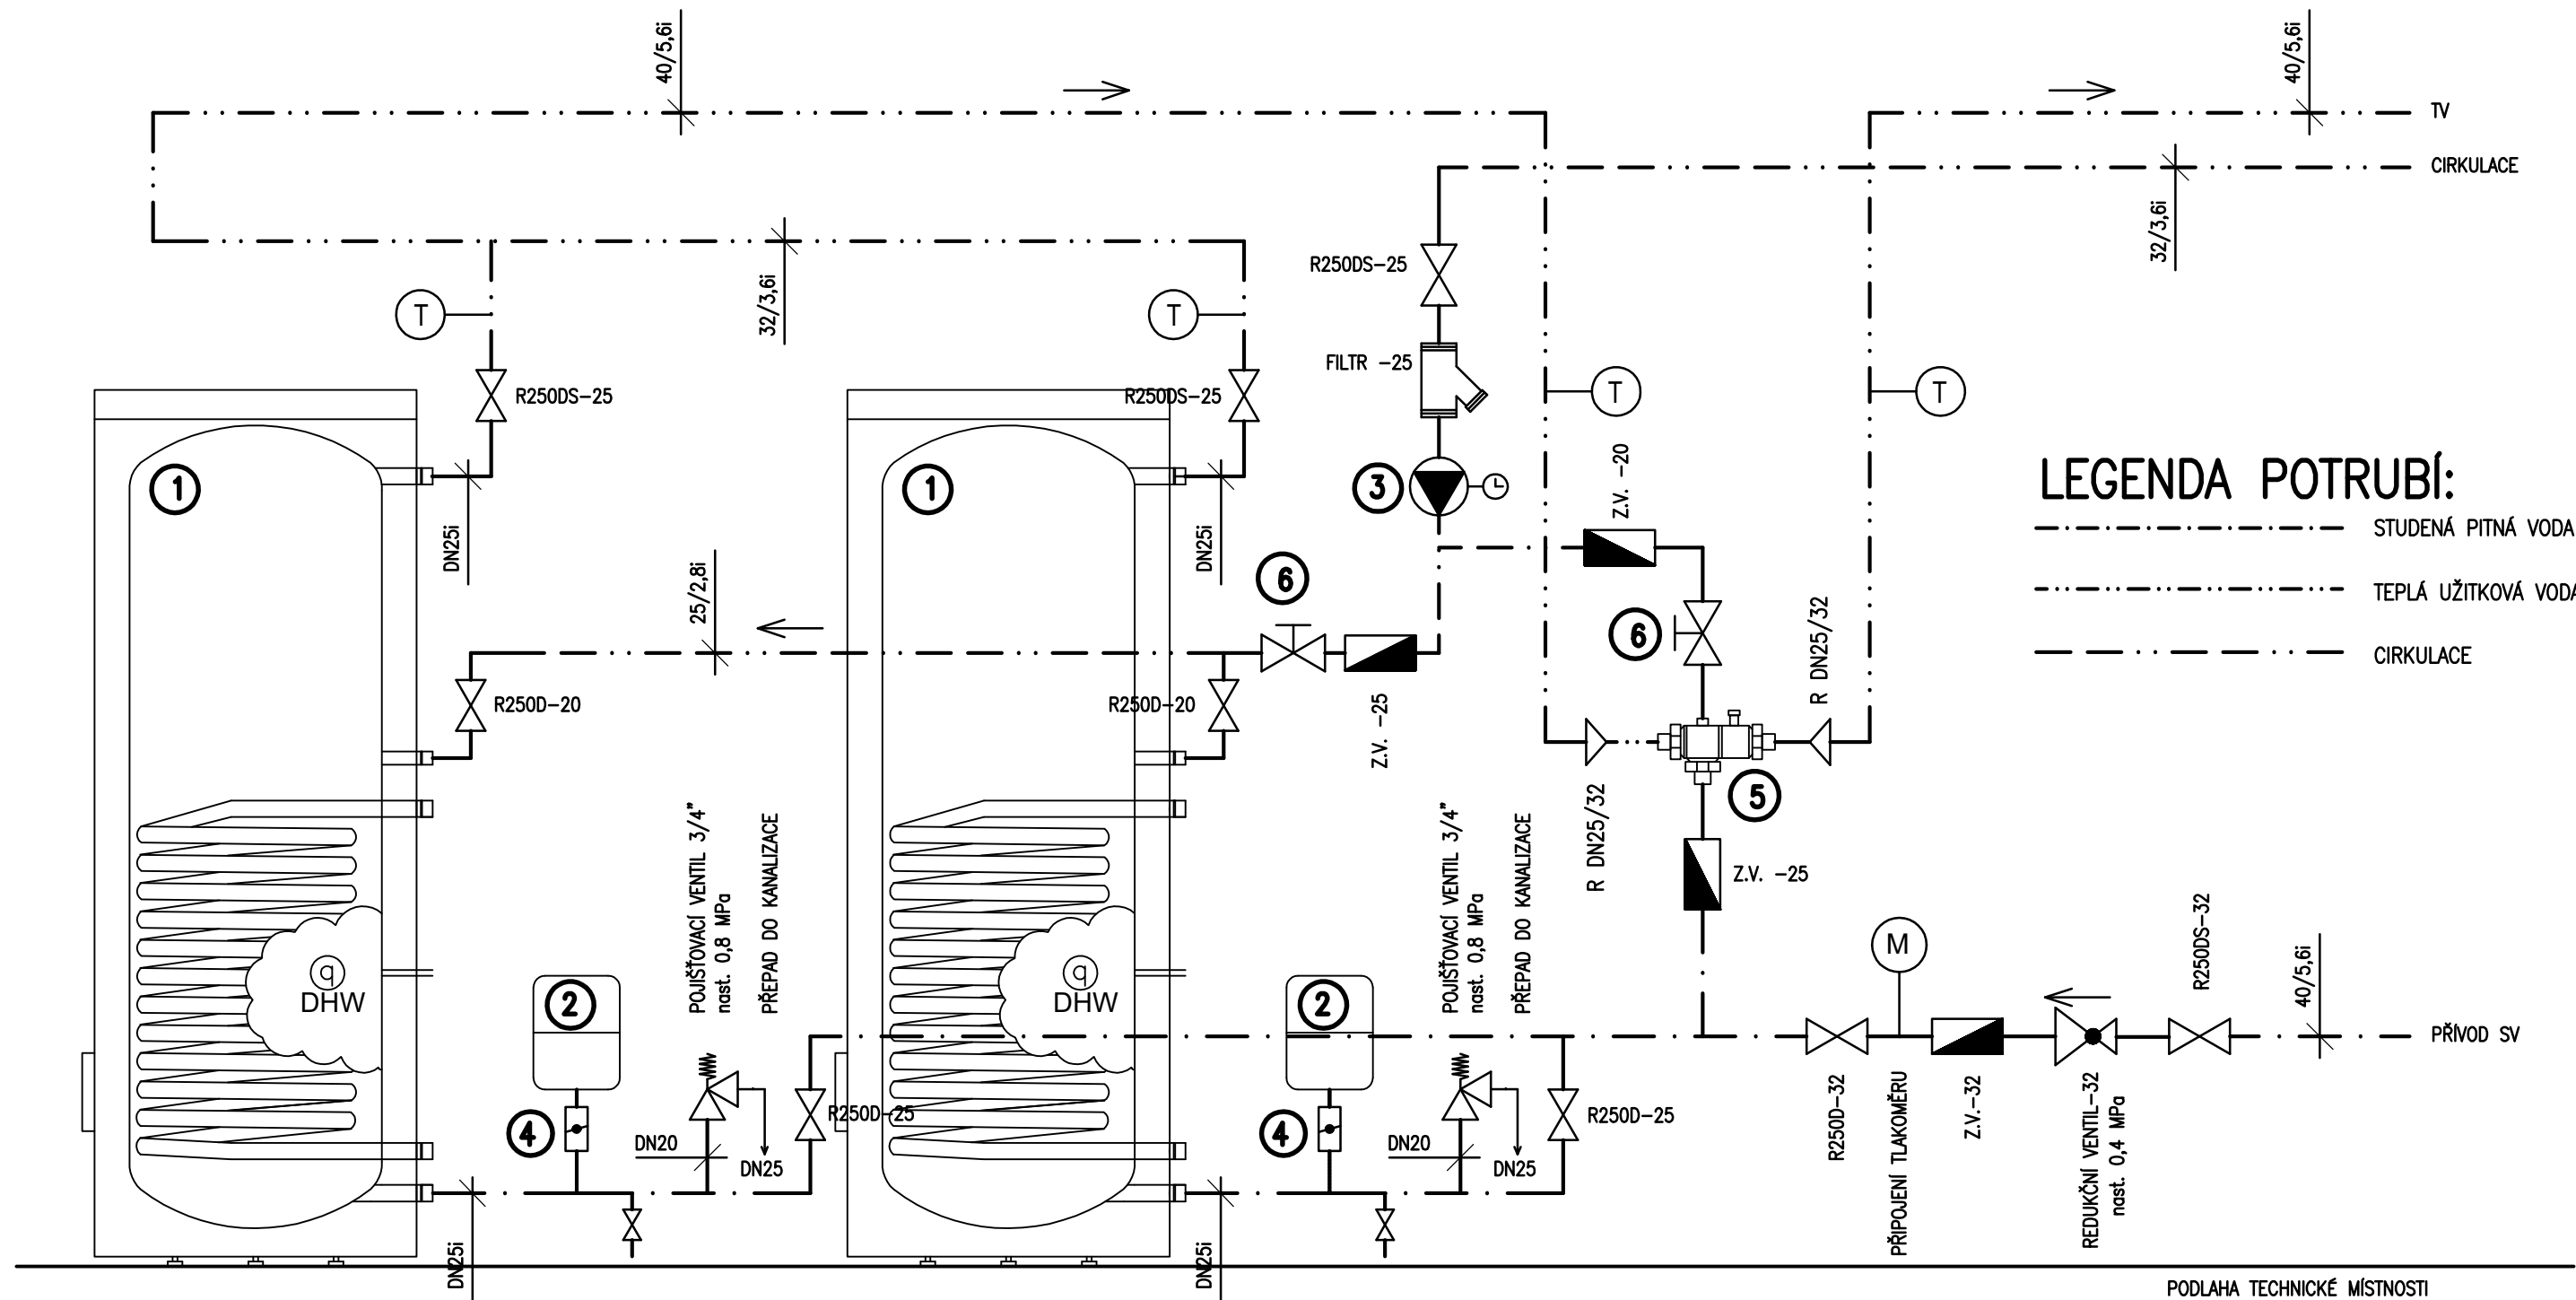 40/5,6i
40/5,6i
TV
CIRKULACE
32/3,6i
32/3,6i
R250DS-25
T
T
FILTR -25
R250DS-25
R250DS-25
T
T
1
1
3
Z.V. -20
LEGENDA POTRUBÍ:
STUDENÁ PITNÁ VODA
TEPLÁ UŽITKOVÁ VODA
CIRKULACE
DN25i
DN25i
25/2,8i
6
6
R DN25/32
R250D-20
R250D-20
Z.V. -25
5
R DN25/32
Z.V. -25
POJIŠŤOVACÍ VENTIL 3/4"
nast. 0,8 MPa
PŘEPAD DO KANALIZACE
POJIŠŤOVACÍ VENTIL 3/4"
nast. 0,8 MPa
PŘEPAD DO KANALIZACE
q
DHW
2
q
DHW
2
M
R250DS-32
40/5,6i
PŘÍVOD SV
4
DN20
DN25
R250D-25
4
DN20
DN25
R250D-25
R250D-32
PŘIPOJENÍ TLAKOMĚRU
Z.V.-32
REDUKČNÍ VENTIL-32
nast. 0,4 MPa
DN25i
DN25i
PODLAHA TECHNICKÉ MÍSTNOSTI